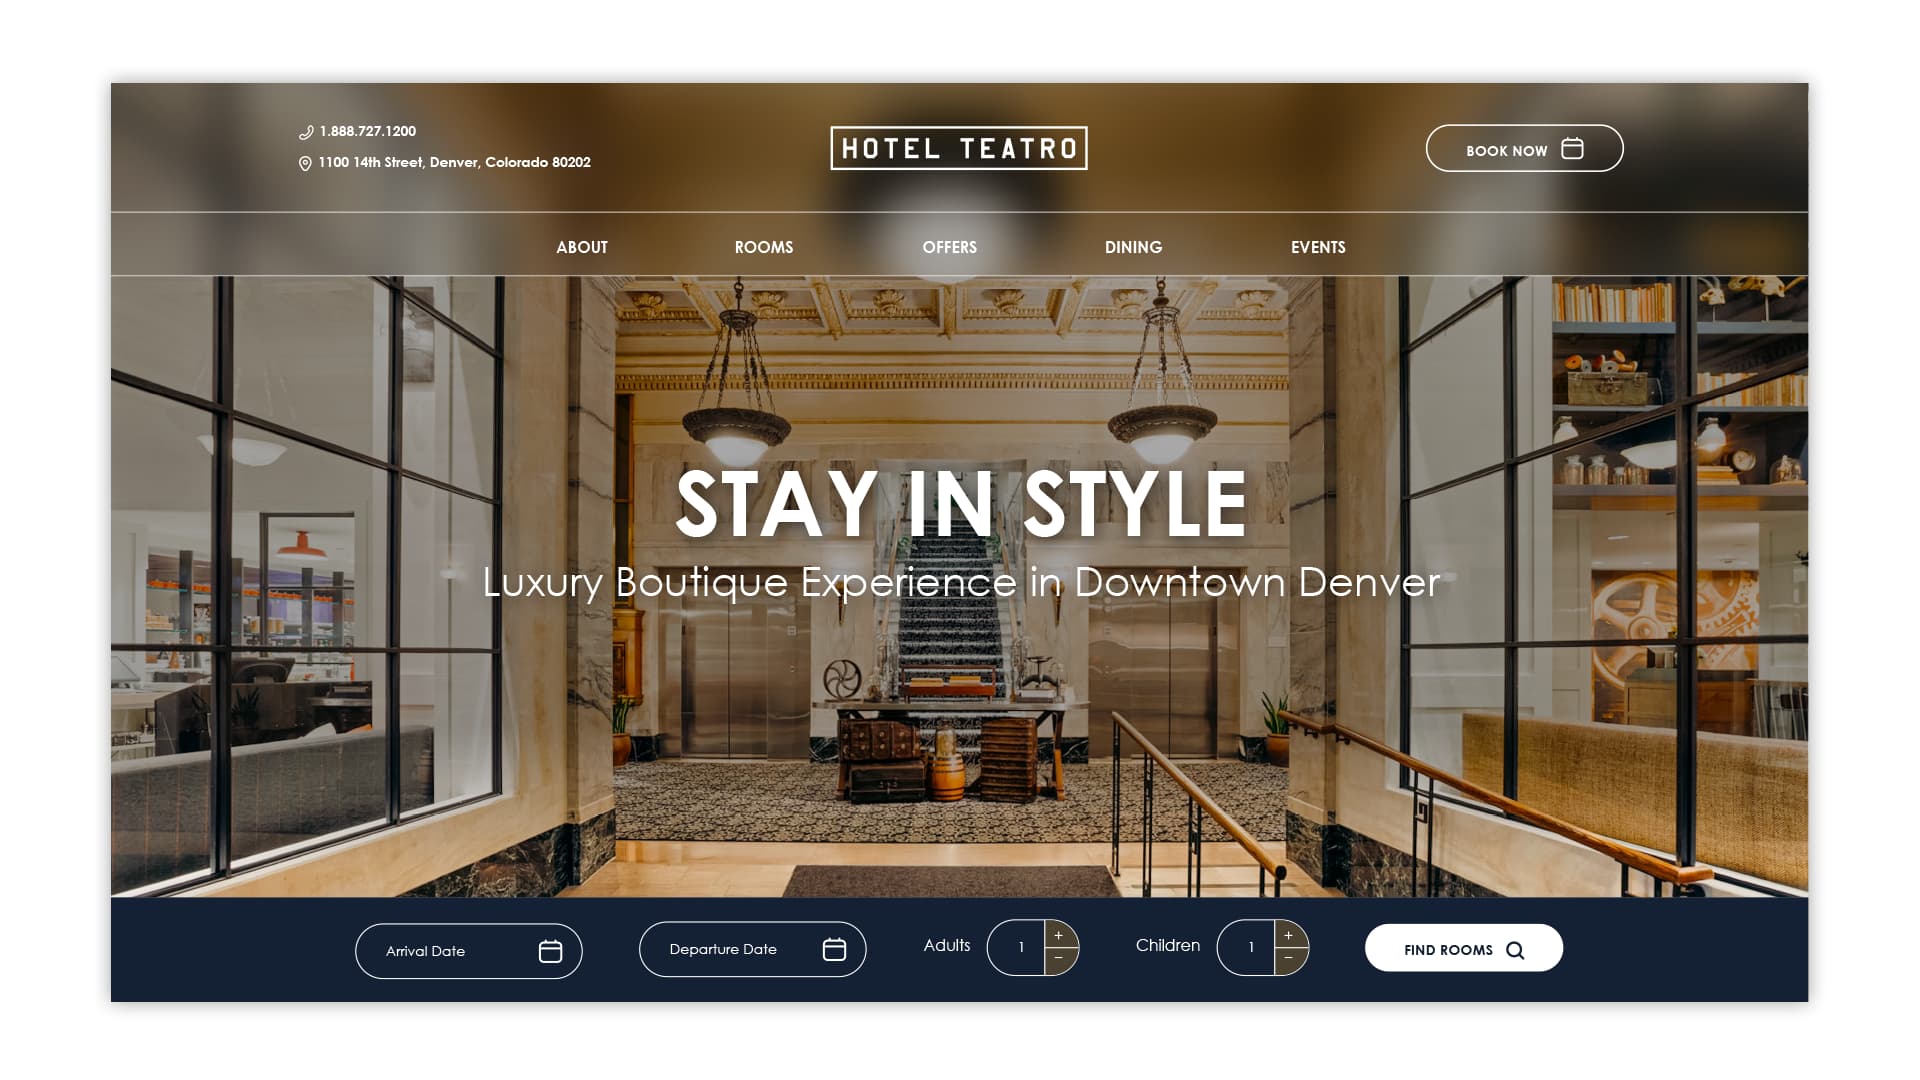 1.888.727.1200
1100 14th Street, Denver, Colorado 80202
HOTEL TEATRO
BOOK NOW
ABOUT
ROOMS
OFFERS
DINING
EVENTS
STAY IN STYLE
Luxury Boutique Experience in Downtown Denver
Arrival Date
Departure Date
Adults
1
+
−
Children
1
+
−
FIND ROOMS